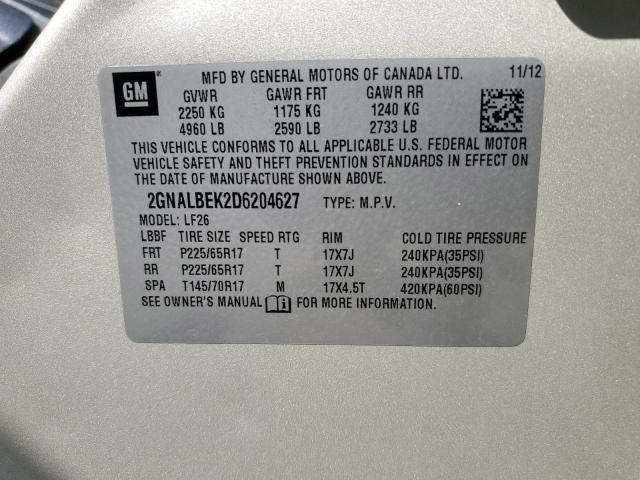 GM MFD BY GENERAL MOTORS OF CANADA LTD. 11/12
GVWR GAWR FRT GAWR RR
2250 KG 1175 KG 1240 KG
4960 LB 2590 LB 2733 LB
THIS VEHICLE CONFORMS TO ALL APPLICABLE U.S. FEDERAL MOTOR
VEHICLE SAFETY AND THEFT PREVENTION STANDARDS IN EFFECT ON
THE DATE OF MANUFACTURE SHOWN ABOVE.
2GNALBEK2D6204627 TYPE: M.P.V.
MODEL: LF26
LBBF TIRE SIZE SPEED RTG RIM COLD TIRE PRESSURE
FRT P225/65R17 T 17X7J 240KPA(35PSI)
RR P225/65R17 T 17X7J 240KPA(35PSI)
SPA T145/70R17 M 17X4.5T 420KPA(60PSI)
SEE OWNER'S MANUAL FOR MORE INFORMATION.